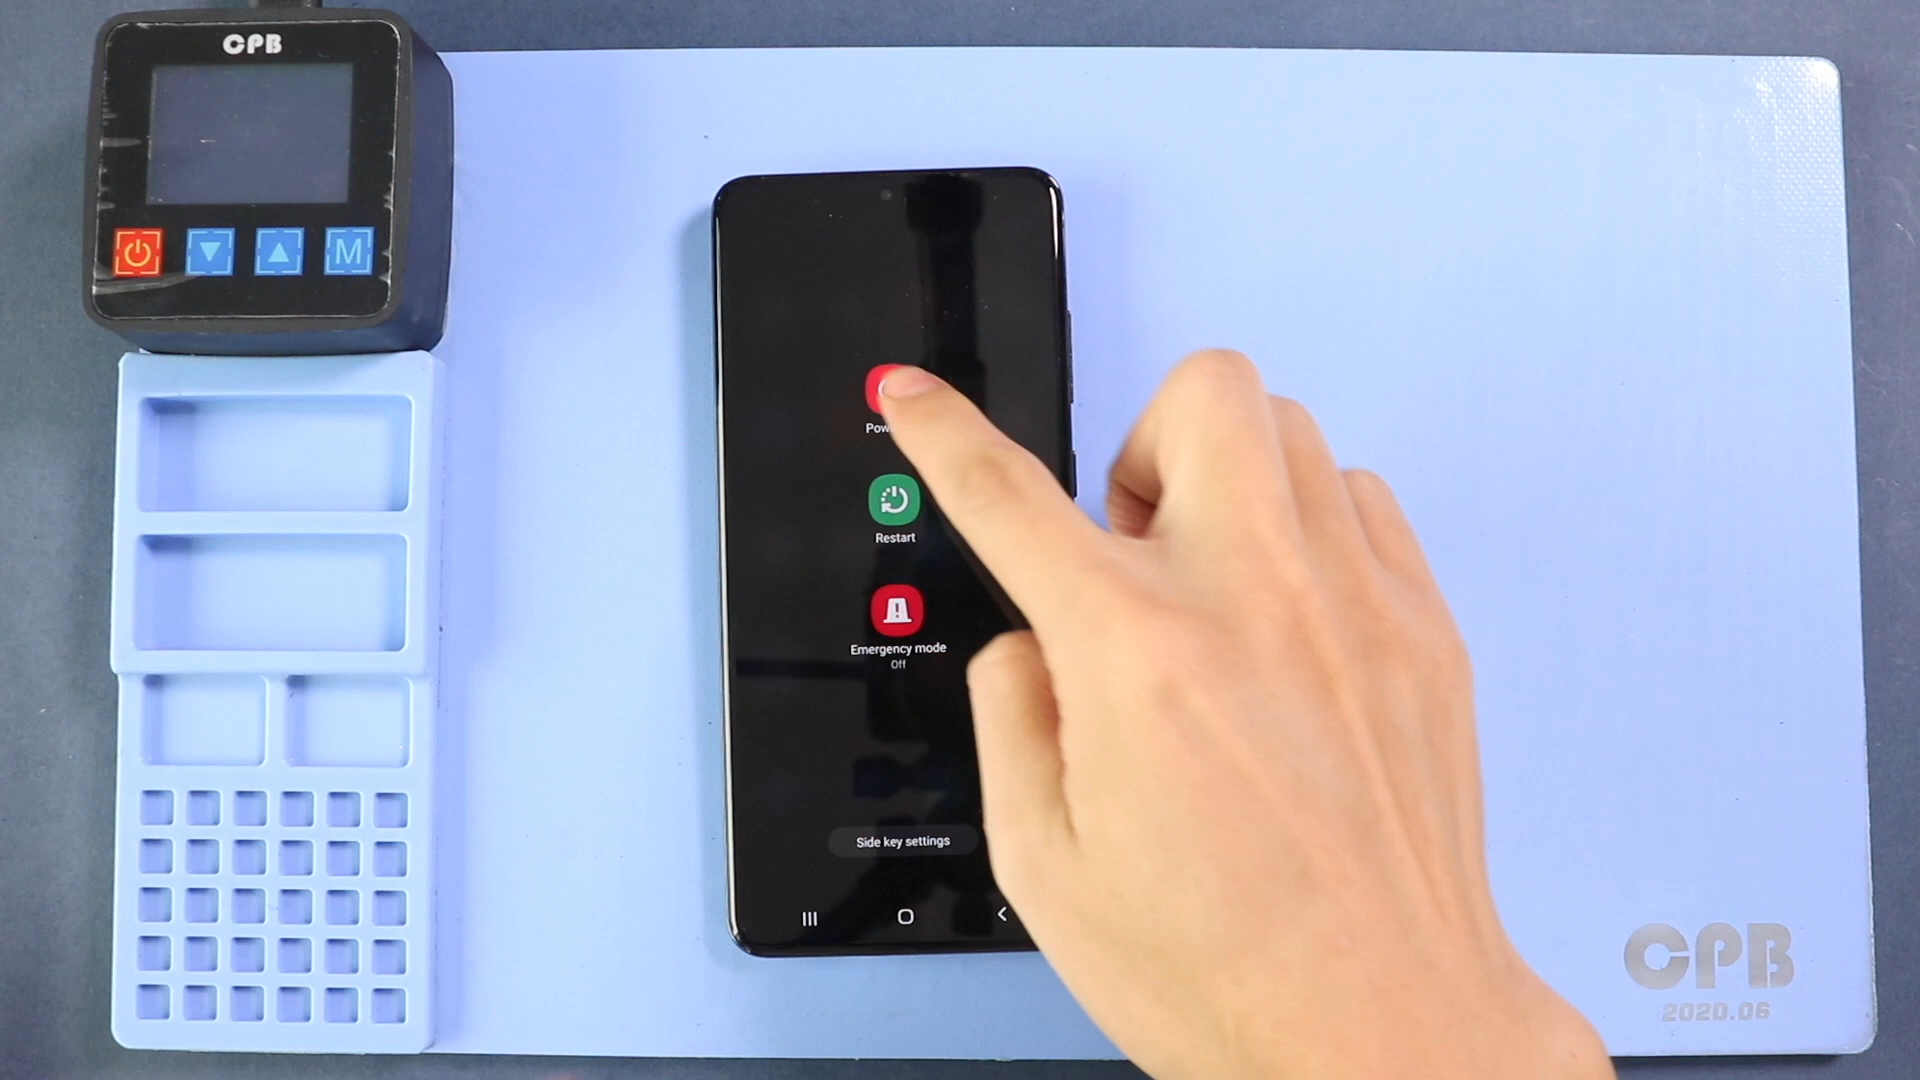 CPB
M
Pow
Restart
Emergency mode
Off
Side key settings
CPB
2020.06